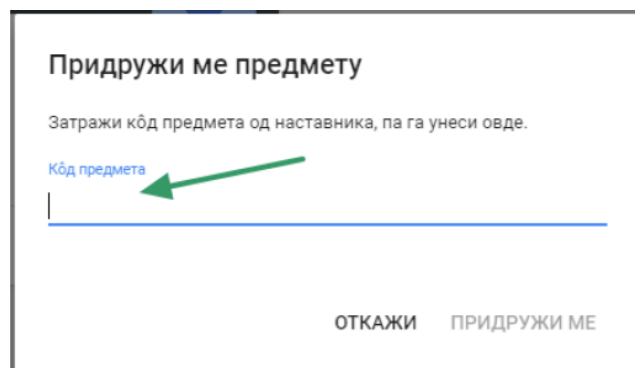 Придружи ме предмету
Затражи кôд предмета од наставника, па га унеси овде.
Кôд предмета
ОТКАЖИ ПРИДРУЖИ МЕ